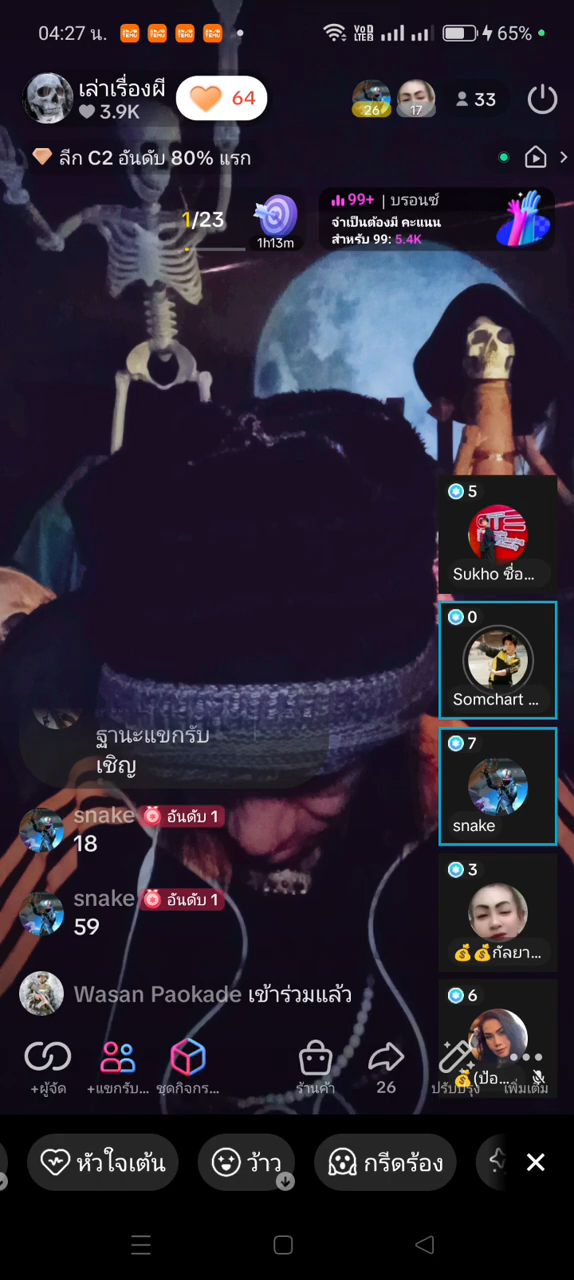 04:27 น.
VoD LTED
65%
เล่าเรื่องผี
3.9K
64
26
17
33
ลีก C2 อันดับ 80% แรก
1/23
1h13m
99+ | บรอนซ์
จำเป็นต้องมี คะแนน
สำหรับ 99: 5.4K
5
Sukho ชื่อ...
0
Somchart ...
7
snake
3
💰💰กัลยา...
6
💰(ป้อ...
ฐานะแขกรับ
เชิญ
snake อันดับ 1
18
snake อันดับ 1
59
Wasan Paokade เข้าร่วมแล้ว
+ผู้จัด
+แขกรับ...
ชุดกิจกร...
ร้านค้า
26
ปรับปรุง
เพิ่มเติม
หัวใจเต้น
ว้าว
กรีดร้อง